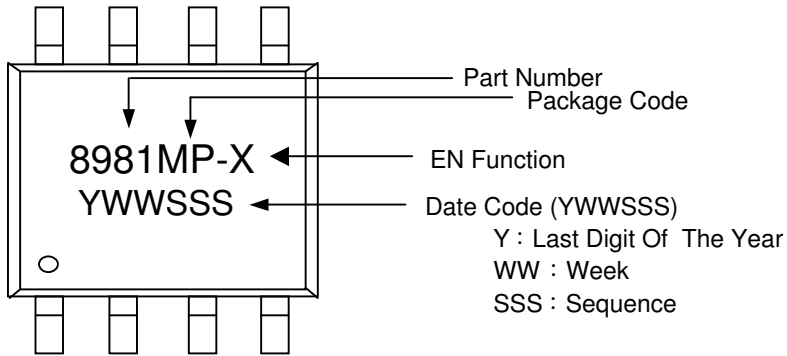 Part Number
Package Code
8981MP-X
EN Function
YWWSSS
Date Code (YWWSSS)
Y：Last Digit Of The Year
WW：Week
SSS：Sequence